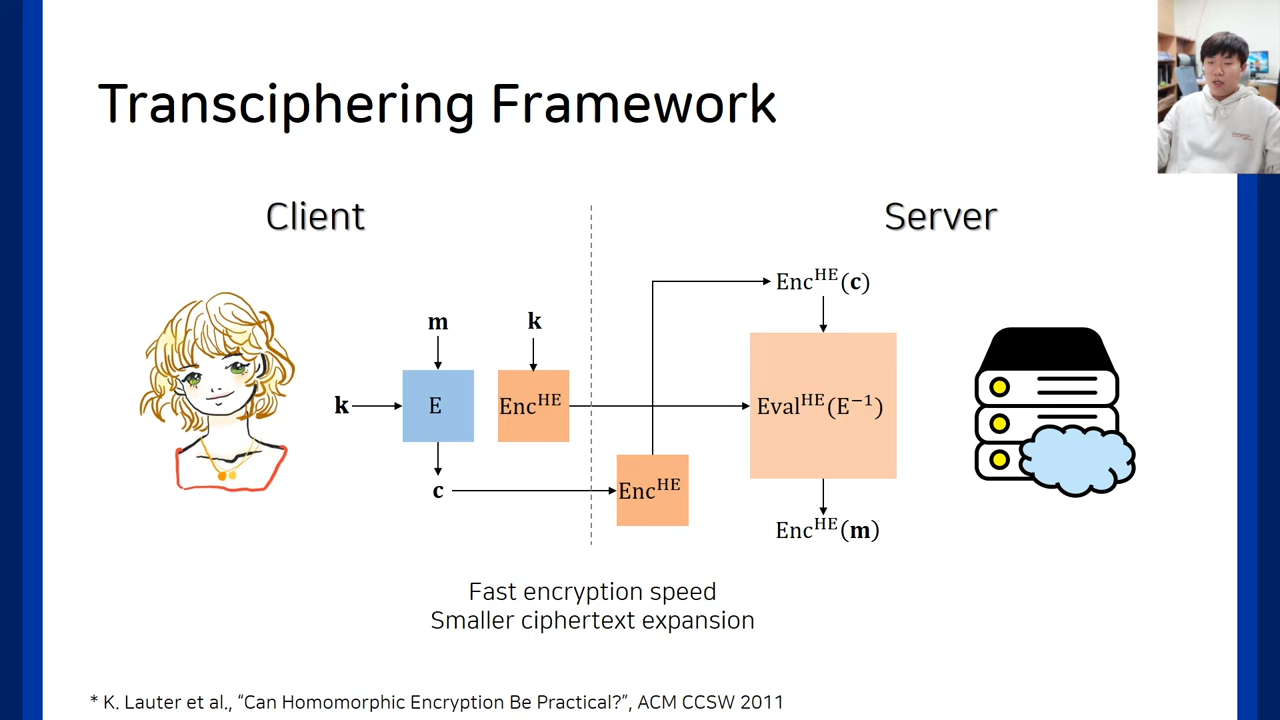 Transciphering Framework
Client
Server
Enc^HE(c)
m
k
k
E
Enc^HE
Eval^HE(E^−1)
c
Enc^HE
Enc^HE(m)
Fast encryption speed
Smaller ciphertext expansion
* K. Lauter et al., “Can Homomorphic Encryption Be Practical?”, ACM CCSW 2011